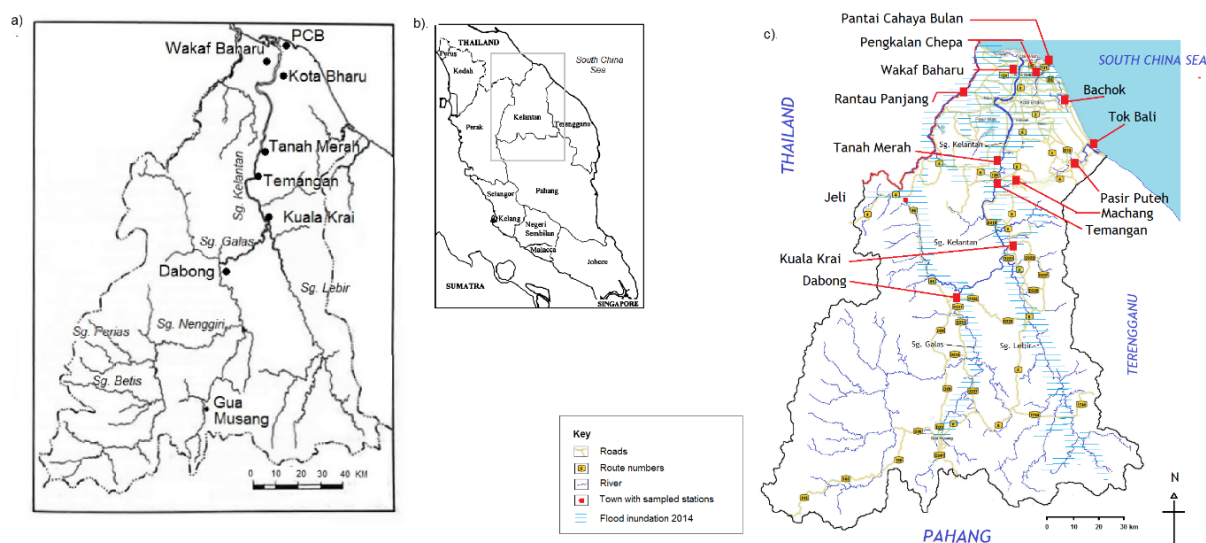 a)
PCB
Wakaf Baharu
Kota Bharu
Tanah Merah
Sg. Kelantan
Temangan
Kuala Krai
Sg. Galas
Dabong
Sg. Lebir
Sg. Nenggiri
Sg. Perias
Sg. Betis
Gua
Musang
0 10 20 30 40 KM
b).
THAILAND
Perlis
Kedah
South China
Sea
Kelantan
Terengganu
Perak
Pahang
Selangor
Kelang
Negeri
Sembilan
Malacca
Johore
SUMATRA
SINGAPORE
c).
Pantai Cahaya Bulan
Pengkalan Chepa
Wakaf Baharu
SOUTH CHINA SEA
Rantau Panjang
Bachok
Tok Bali
THAILAND
Sg. Kelantan
Tanah Merah
Jeli
Pasir Puteh
Machang
Temangan
Sg. Kelantan
Kuala Krai
Dabong
TERENGGANU
Sg. Galas
Sg. Lebir
Key
Roads
Route numbers
River
Town with sampled stations
Flood inundation 2014
N
0 10 20 30 km
PAHANG